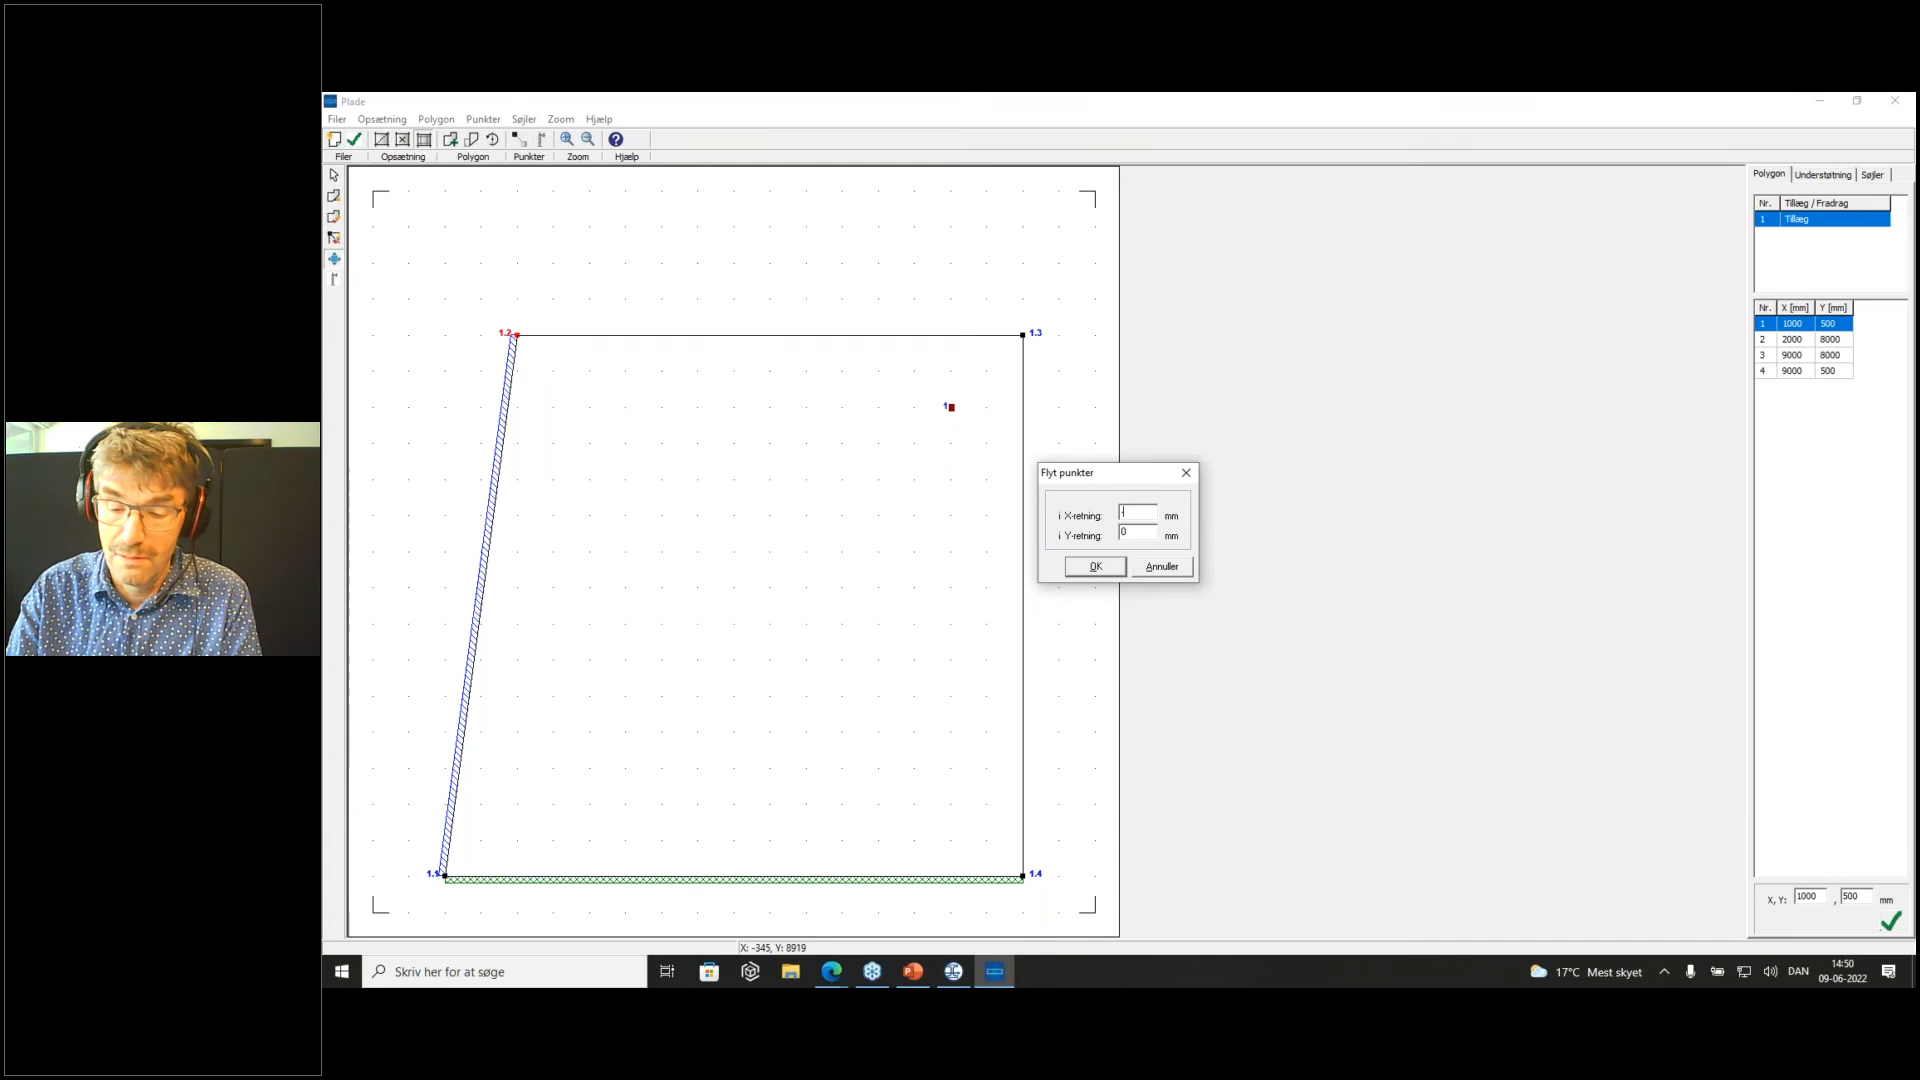 Plade
Filer Opsætning Polygon Punkter Søjler Zoom Hjælp
Filer Opsætning Polygon Punkter Zoom Hjælp
Polygon Understøtning Søjler
Nr. Tillæg / Fradrag
1 Tillæg
Nr. X [mm] Y [mm]
1 1000 500
2 2000 8000
3 9000 8000
4 9000 500
1.2
1.3
1
Flyt punkter
i X-retning: - mm
i Y-retning: 0 mm
OK Annuller
1.1
1.4
X, Y: 1000 , 500 mm
X: -345, Y: 8919
Skriv her for at søge
17°C Mest skyet
DAN
14:50
09-06-2022